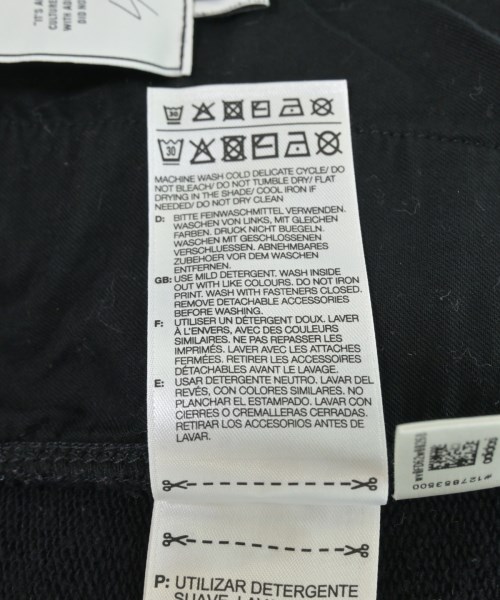 30
MACHINE WASH COLD DELICATE CYCLE/ DO
NOT BLEACH/ DO NOT TUMBLE DRY/ FLAT
DRYING IN THE SHADE/ COOL IRON IF
NEEDED/ DO NOT DRY CLEAN
D: BITTE FEINWASCHMITTEL VERWENDEN.
WASCHEN VON LINKS, MIT GLEICHEN
FARBEN. DRUCK NICHT BUEGELN.
WASCHEN MIT GESCHLOSSENEN
VERSCHLUESSEN. ABNEHMBARES
ZUBEHOER VOR DEM WASCHEN
ENTFERNEN.
GB: USE MILD DETERGENT. WASH INSIDE
OUT WITH LIKE COLOURS. DO NOT IRON
PRINT. WASH WITH FASTENERS CLOSED.
REMOVE DETACHABLE ACCESSORIES
BEFORE WASHING.
F: UTILISER UN DÉTERGENT DOUX. LAVER
À L'ENVERS, AVEC DES COULEURS
SIMILAIRES. NE PAS REPASSER LES
IMPRIMÉS. LAVER AVEC LES ATTACHES
FERMÉES. RETIRER LES ACCESSOIRES
DÉTACHABLES AVANT LE LAVAGE.
E: USAR DETERGENTE NEUTRO. LAVAR DEL
REVÉS, CON COLORES SIMILARES. NO
PLANCHAR EL ESTAMPADO. LAVAR CON
CIERRES O CREMALLERAS CERRADAS.
RETIRAR LOS ACCESORIOS ANTES DE
LAVAR.
P: UTILIZAR DETERGENTE
adidas
#127853500